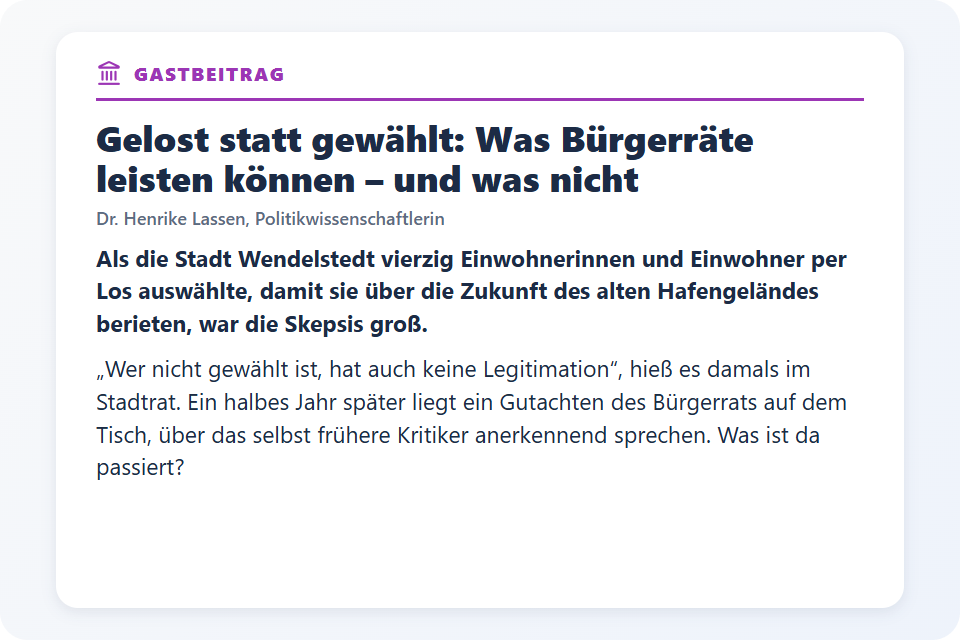 GASTBEITRAG
Gelost statt gewählt: Was Bürgerräte
leisten können – und was nicht
Dr. Henrike Lassen, Politikwissenschaftlerin
Als die Stadt Wendelstedt vierzig Einwohnerinnen und Einwohner per
Los auswählte, damit sie über die Zukunft des alten Hafengeländes
berieten, war die Skepsis groß.
„Wer nicht gewählt ist, hat auch keine Legitimation“, hieß es damals im
Stadtrat. Ein halbes Jahr später liegt ein Gutachten des Bürgerrats auf dem
Tisch, über das selbst frühere Kritiker anerkennend sprechen. Was ist da
passiert?